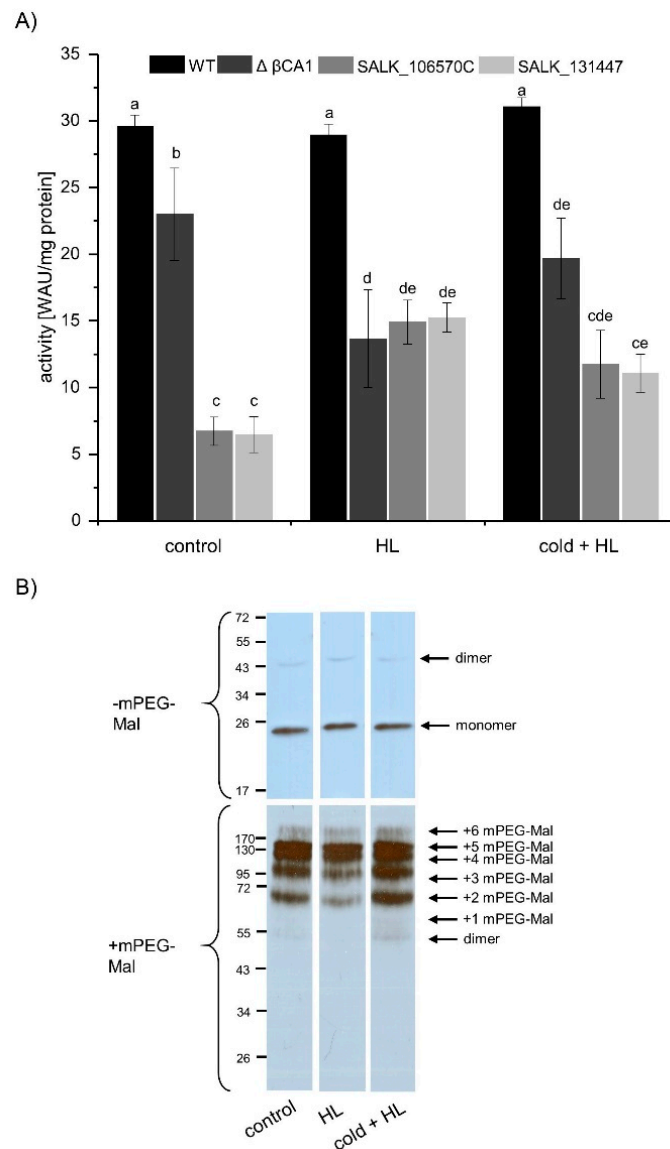 A)
35
30
25
20
15
10
5
0
activity [WAU/mg protein]
WT Δ βCA1 SALK_106570C SALK_131447
a b c c
a d de de
a de cde ce
control HL cold + HL
B)
-mPEG-
Mal
72
55
43
34
26
17
dimer
monomer
+mPEG-
Mal
170
130
95
72
55
43
34
26
+6 mPEG-Mal
+5 mPEG-Mal
+4 mPEG-Mal
+3 mPEG-Mal
+2 mPEG-Mal
+1 mPEG-Mal
dimer
control HL cold + HL